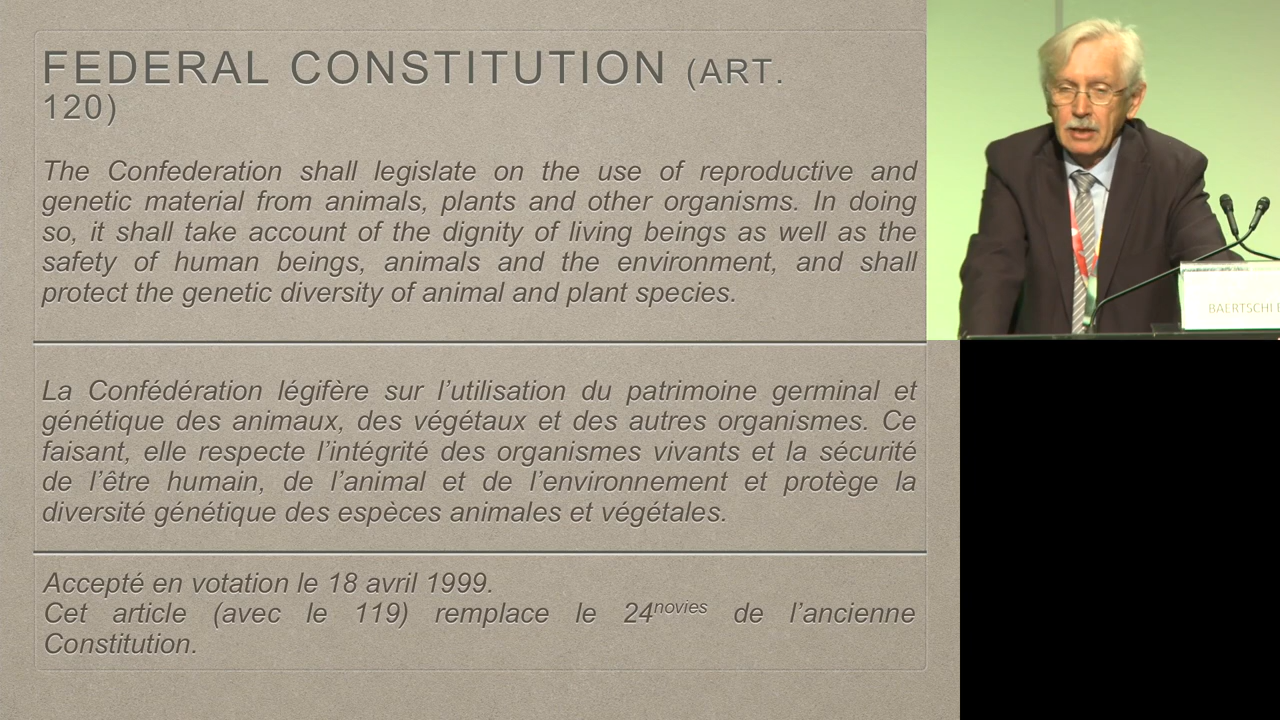 FEDERAL CONSTITUTION (ART.
120)
The Confederation shall legislate on the use of reproductive and
genetic material from animals, plants and other organisms. In doing
so, it shall take account of the dignity of living beings as well as the
safety of human beings, animals and the environment, and shall
protect the genetic diversity of animal and plant species.
La Confédération légifère sur l’utilisation du patrimoine germinal et
génétique des animaux, des végétaux et des autres organismes. Ce
faisant, elle respecte l’intégrité des organismes vivants et la sécurité
de l’être humain, de l’animal et de l’environnement et protège la
diversité génétique des espèces animales et végétales.
Accepté en votation le 18 avril 1999.
Cet article (avec le 119) remplace le 24novies de l’ancienne
Constitution.
BAERTSCHI